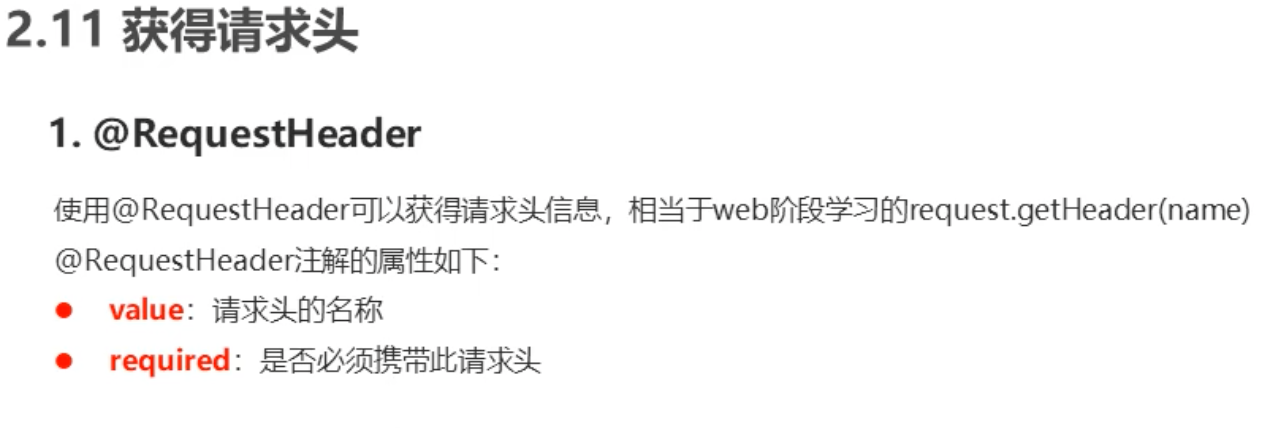 2.11 获得请求头
1. @RequestHeader
使用@RequestHeader可以获得请求头信息，相当于web阶段学习的request.getHeader(name)
@RequestHeader注解的属性如下：
● value：请求头的名称
● required：是否必须携带此请求头